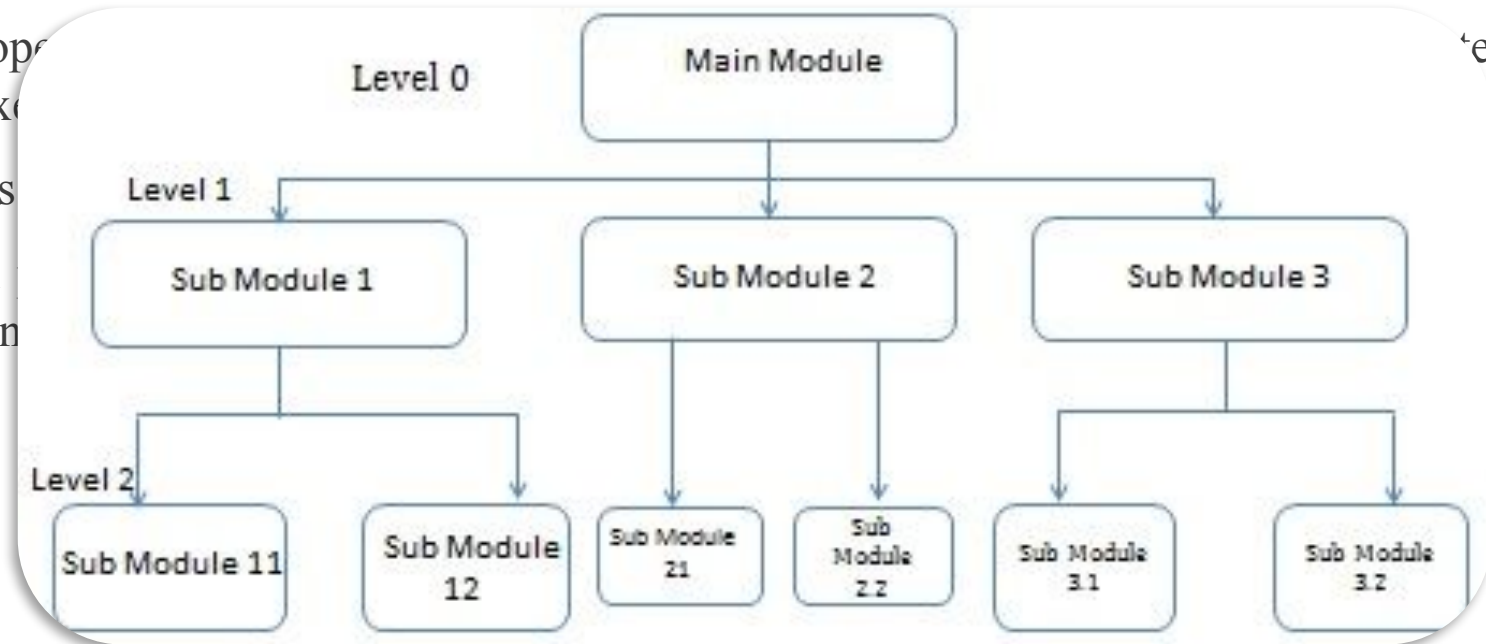 Main Module
Level 0
Level 1
Sub Module 1
Sub Module 2
Sub Module 3
Level 2
Sub Module 11
Sub Module
12
Sub Module
21
Sub
Module
2.2
Sub Module
3.1
Sub Module
3.2